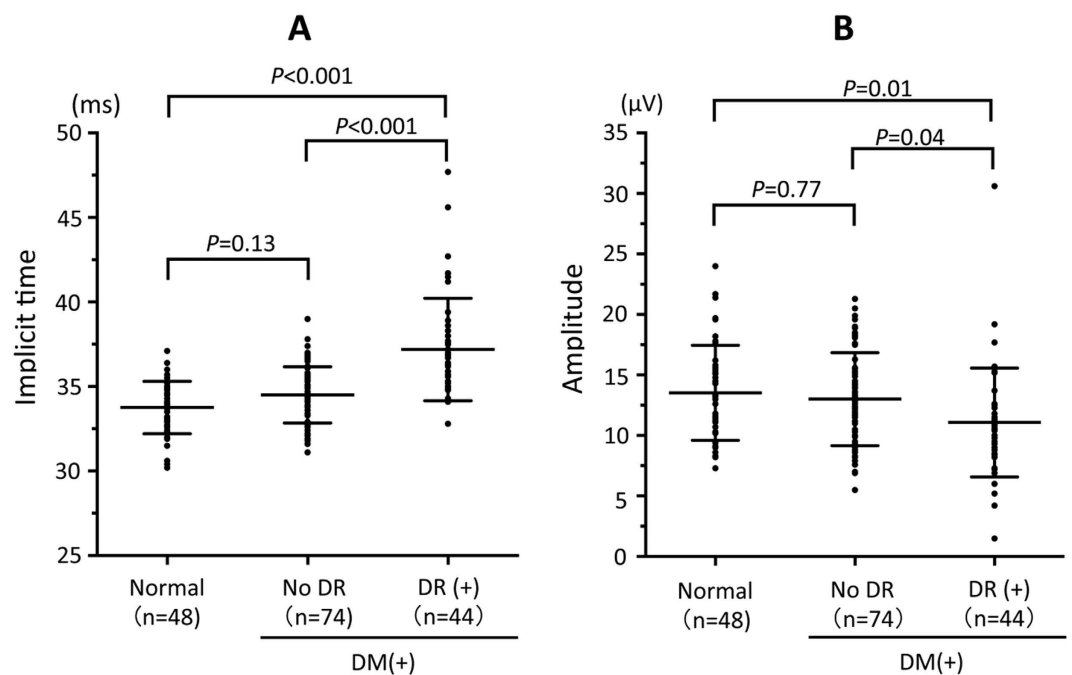 A
P<0.001
(ms)
P<0.001
50
45
P=0.13
40
35
30
25
Implicit time
Normal
(n=48)
No DR
(n=74)
DR (+)
(n=44)
DM(+)
B
P=0.01
(μV)
P=0.04
35
P=0.77
30
25
20
15
10
5
0
Amplitude
Normal
(n=48)
No DR
(n=74)
DR (+)
(n=44)
DM(+)